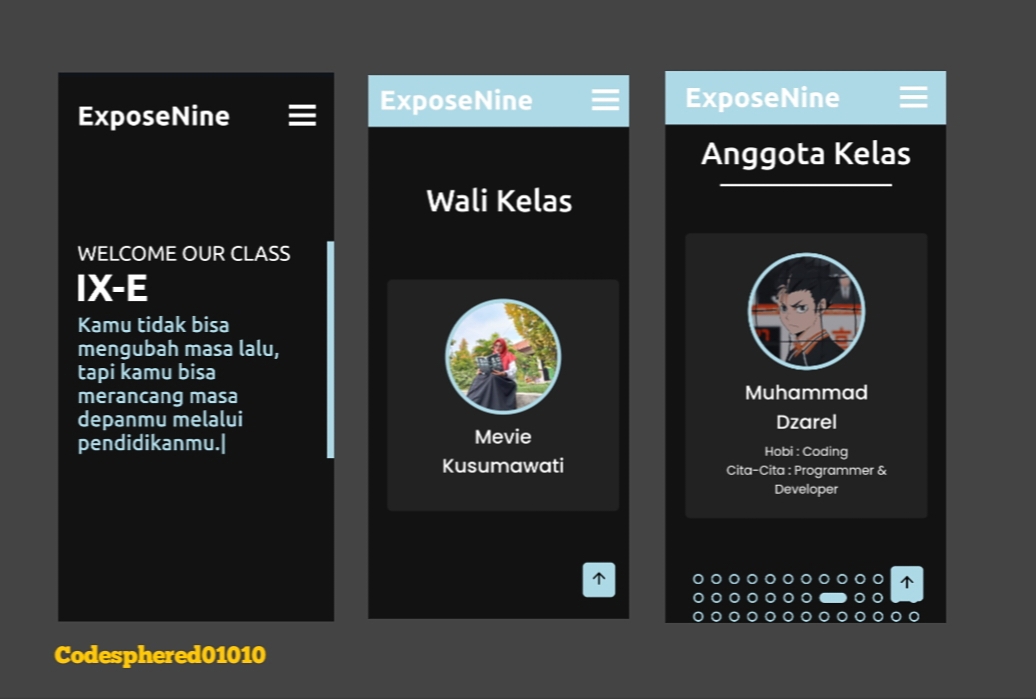 ExposeNine
WELCOME OUR CLASS
IX-E
Kamu tidak bisa
mengubah masa lalu,
tapi kamu bisa
merancang masa
depanmu melalui
pendidikanmu.|
ExposeNine
Wali Kelas
Mevie
Kusumawati
ExposeNine
Anggota Kelas
Muhammad
Dzarel
Hobi : Coding
Cita-Cita : Programmer &
Developer
Codesphered01010